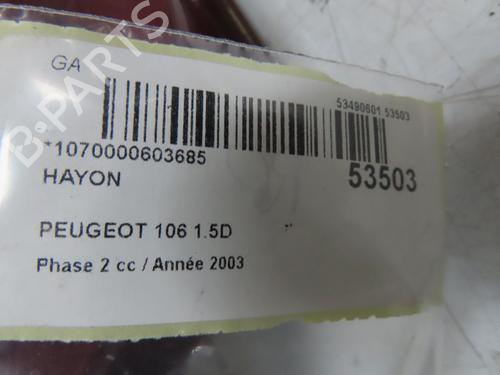 GA
53490601 53503
*1070000603685
53503
HAYON
PEUGEOT 106 1.5D
Phase 2 cc / Année 2003
B-PARTS